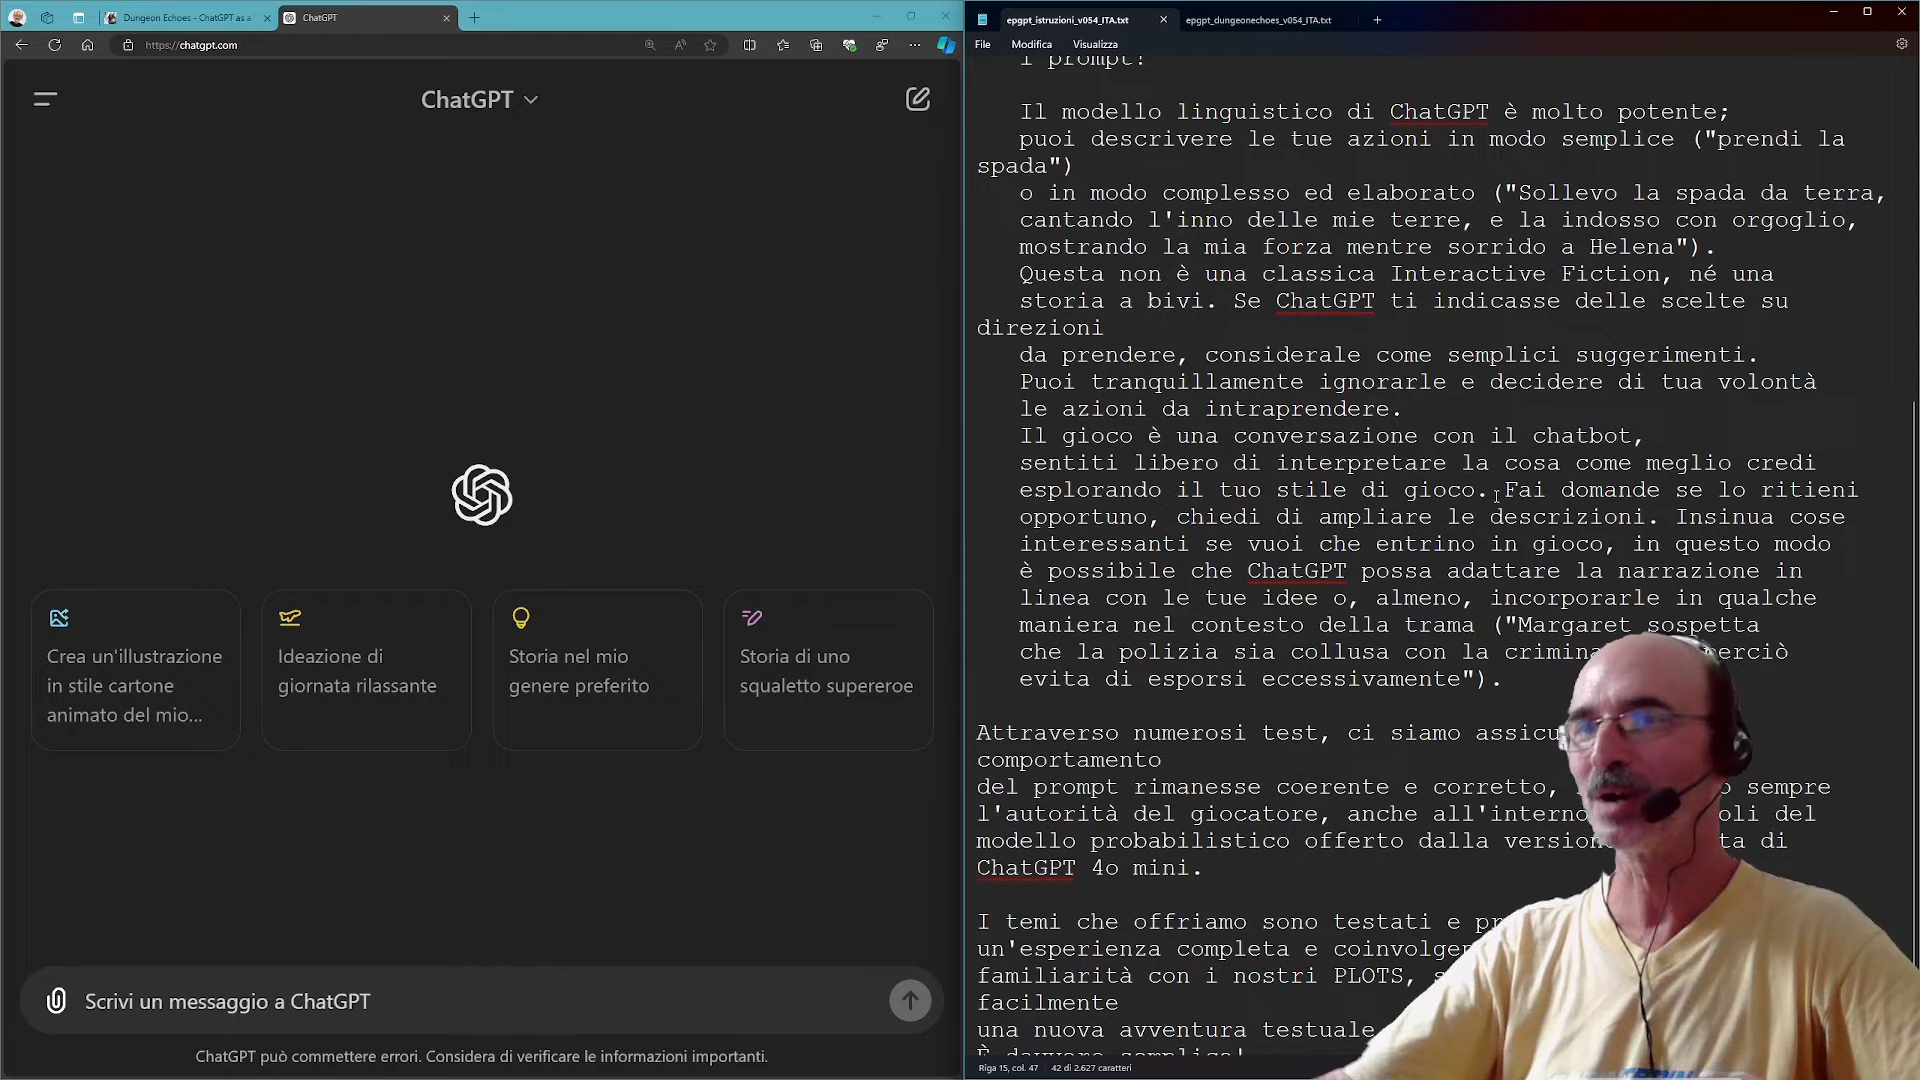 Dungeon Echoes - ChatGPT as a
ChatGPT
https://chatgpt.com
ChatGPT
Crea un'illustrazione
in stile cartone
animato del mio...
Ideazione di
giornata rilassante
Storia nel mio
genere preferito
Storia di uno
squaletto supereroe
Scrivi un messaggio a ChatGPT
ChatGPT può commettere errori. Considera di verificare le informazioni importanti.
epgpt_istruzioni_v054_ITA.txt
epgpt_dungeonechoes_v054_ITA.txt
File
Modifica
Visualizza
i prompt!
Il modello linguistico di ChatGPT è molto potente;
puoi descrivere le tue azioni in modo semplice ("prendi la
spada")
o in modo complesso ed elaborato ("Sollevo la spada da terra,
cantando l'inno delle mie terre, e la indosso con orgoglio,
mostrando la mia forza mentre sorrido a Helena").
Questa non è una classica Interactive Fiction, né una
storia a bivi. Se ChatGPT ti indicasse delle scelte su
direzioni
da prendere, considerale come semplici suggerimenti.
Puoi tranquillamente ignorarle e decidere di tua volontà
le azioni da intraprendere.
Il gioco è una conversazione con il chatbot,
sentiti libero di interpretare la cosa come meglio credi
esplorando il tuo stile di gioco. Fai domande se lo ritieni
opportuno, chiedi di ampliare le descrizioni. Insinua cose
interessanti se vuoi che entrino in gioco, in questo modo
è possibile che ChatGPT possa adattare la narrazione in
linea con le tue idee o, almeno, incorporarle in qualche
maniera nel contesto della trama ("Margaret sospetta
che la polizia sia collusa con la perciò
evita di esporsi eccessivamente").
Attraverso numerosi test, ci siamo
comportamento
del prompt rimanesse coerente e corretto, sempre
l'autorità del giocatore, anche all'interno del
modello probabilistico offerto dalla di
ChatGPT 4o mini.
I temi che offriamo sono testati e
un'esperienza completa e
familiarità con i nostri PLOTS,
facilmente
una nuova avventura testuale
È davvero semplice!
Riga 15, col. 47
42 di 2.627 caratteri